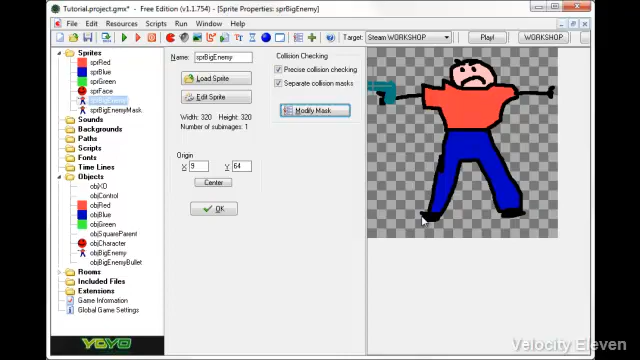 Tutorial.project.gmx* - Free Edition (v1.1.754) - [Sprite Properties: sprBigEnemy]
File Edit Resources Scripts Run Window Help
Target: Steam WORKSHOP Play! WORKSHOP
Sprites
sprRed
sprBlue
sprGreen
sprFace
sprBigEnemy
sprBigEnemyMask
Sounds
Backgrounds
Paths
Scripts
Fonts
Time Lines
Objects
objXO
objControl
objRed
objBlue
objGreen
objSquareParent
objCharacter
objBigEnemy
objBigEnemyBullet
Rooms
Included Files
Extensions
Game Information
Global Game Settings
YOYO
Name: sprBigEnemy
Load Sprite
Edit Sprite
Width: 320 Height: 320
Number of subimages: 1
Origin
X 9 Y 64
Center
OK
Collision Checking
Precise collision checking
Separate collision masks
Modify Mask
Velocity Eleven